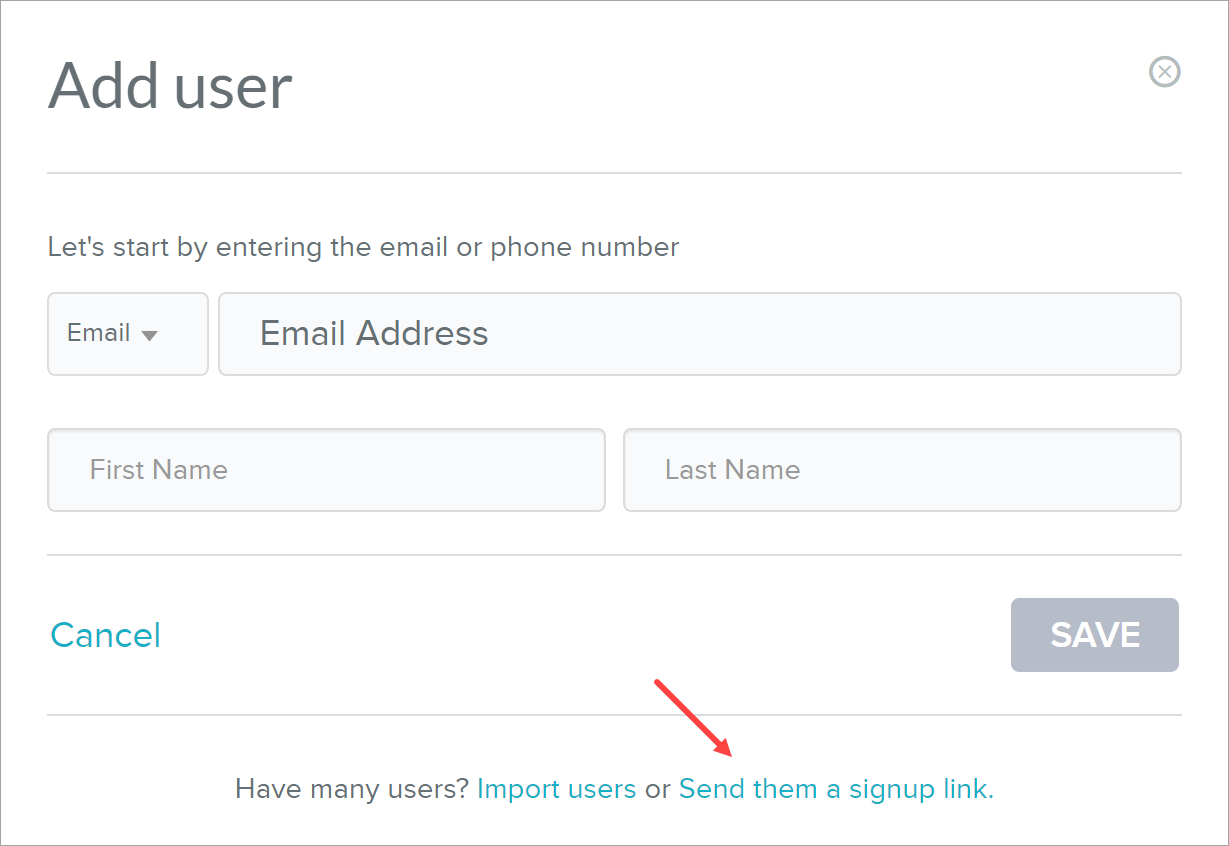 Add user
Let's start by entering the email or phone number
Email Email Address
First Name Last Name
Cancel SAVE
Have many users? Import users or Send them a signup link.